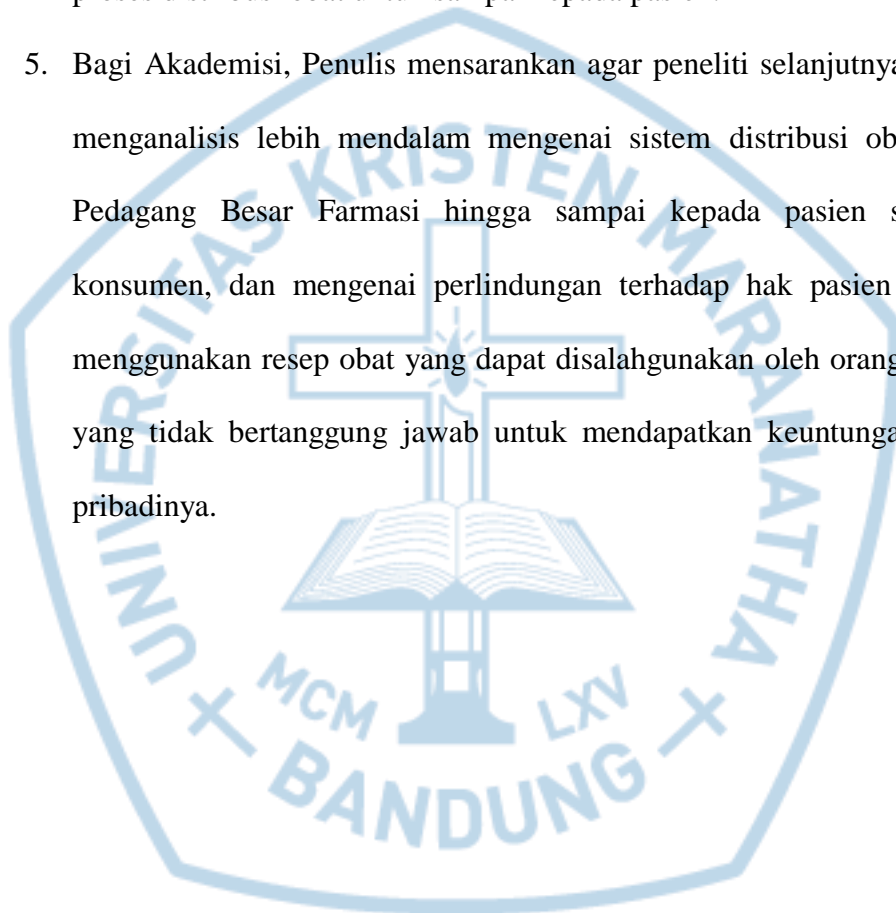 5. Bagi Akademisi, Penulis mensarankan agar peneliti selanjutnya
menganalisis lebih mendalam mengenai sistem distribusi
Pedagang Besar Farmasi hingga sampai kepada pasien
konsumen, dan mengenai perlindungan terhadap hak pasien
menggunakan resep obat yang dapat disalahgunakan oleh orang
yang tidak bertanggung jawab untuk mendapatkan
pribadinya.
UNIVERSITAS KRISTEN MARANATHA
MCM LXV
BANDUNG